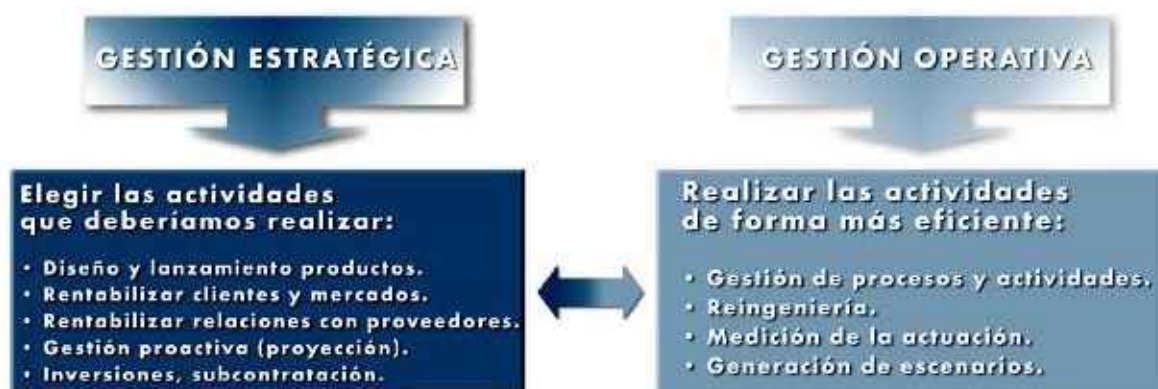 GESTIÓN ESTRATÉGICA
Elegir las actividades
que deberíamos realizar:
• Diseño y lanzamiento productos.
• Rentabilizar clientes y mercados.
• Rentabilizar relaciones con proveedores.
• Gestión proactiva (proyección).
• Inversiones, subcontratación.
GESTIÓN OPERATIVA
Realizar las actividades
de forma más eficiente:
• Gestión de procesos y actividades.
• Reingeniería.
• Medición de la actuación.
• Generación de escenarios.